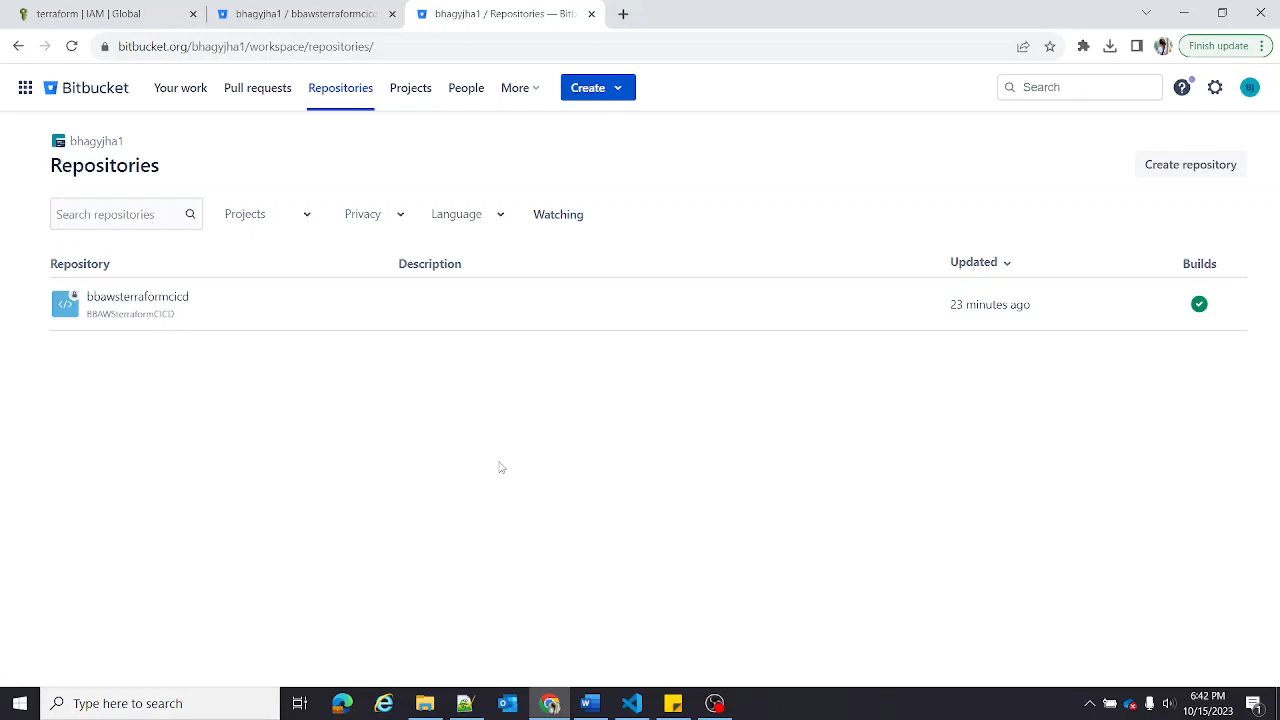 terraform | IAM | Global
bhagyjha1 / bbawsterraformcicd
bhagyjha1 / Repositories — Bitb
bitbucket.org/bhagyjha1/workspace/repositories/
Finish update
Bitbucket
Your work
Pull requests
Repositories
Projects
People
More
Create
Search
BJ
bhagyjha1
Repositories
Create repository
Search repositories
Projects
Privacy
Language
Watching
Repository
Description
Updated
Builds
bbawsterraformcicd
BBAWSterraformCICD
23 minutes ago
Type here to search
6:42 PM
10/15/2023